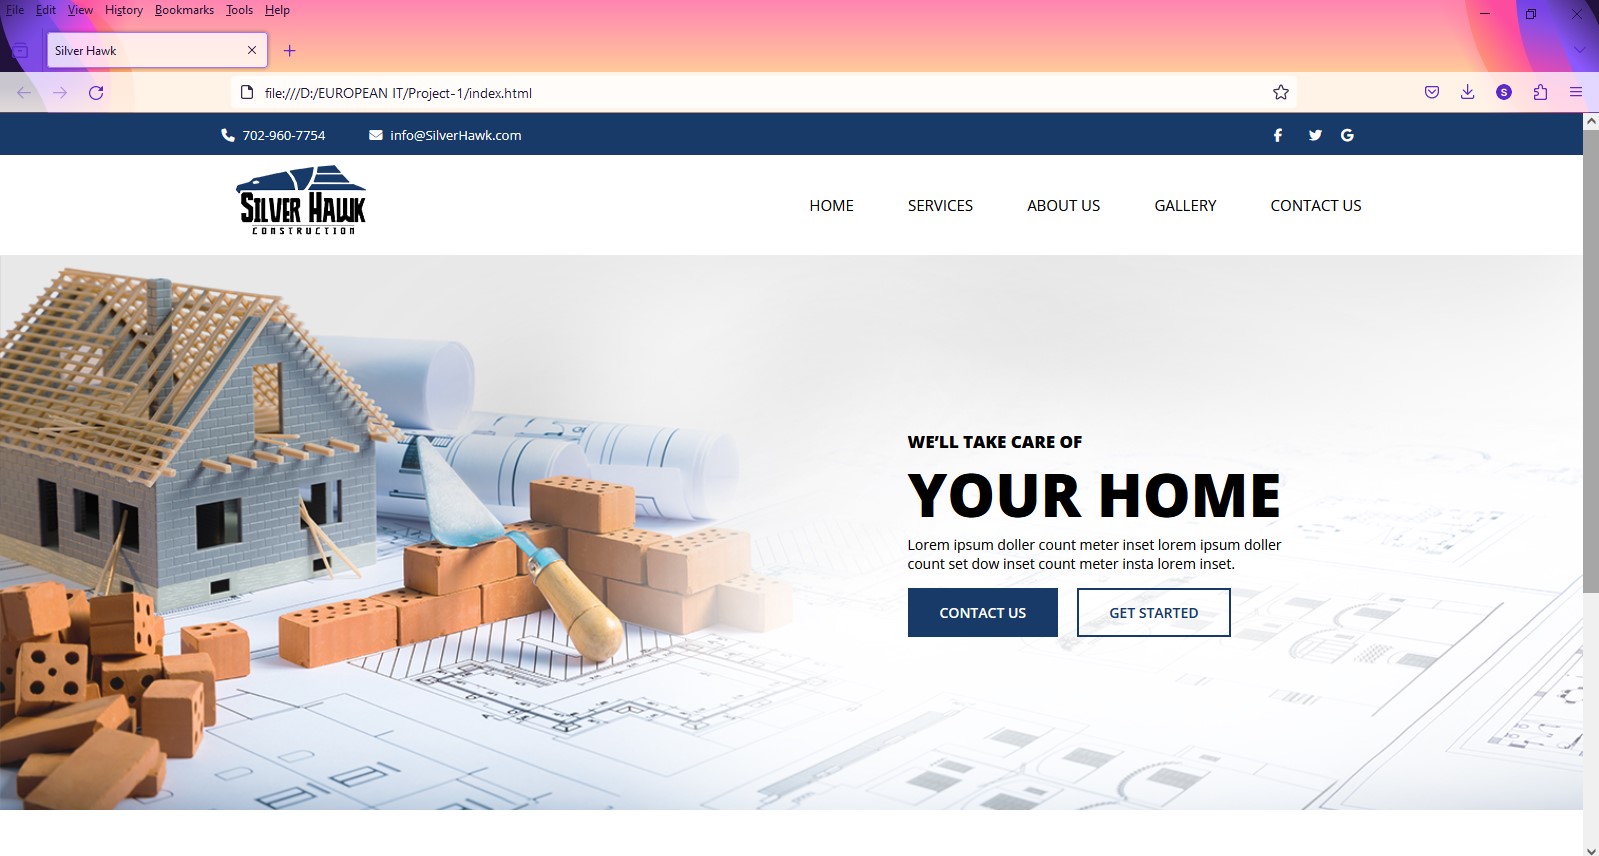 File Edit View History Bookmarks Tools Help
Silver Hawk
file:///D:/EUROPEAN IT/Project-1/index.html
S
702-960-7754 info@SilverHawk.com
SILVER HAWK
CONSTRUCTION
HOME SERVICES ABOUT US GALLERY CONTACT US
WE’LL TAKE CARE OF
YOUR HOME
Lorem ipsum doller count meter inset lorem ipsum doller
count set dow inset count meter insta lorem inset.
CONTACT US GET STARTED